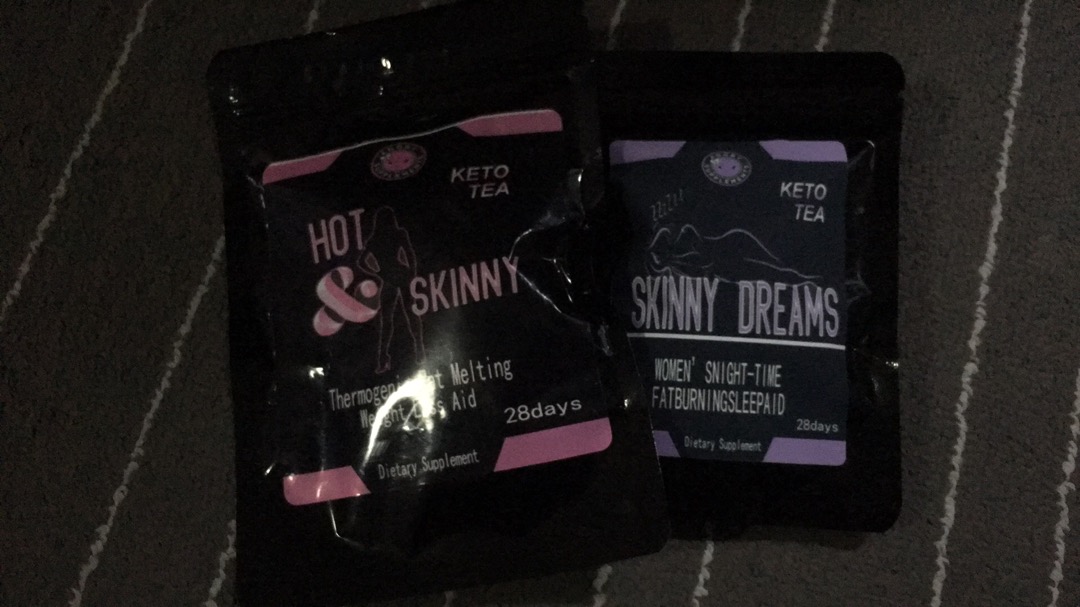 KETO
TEA
HOT
&
SKINNY
Thermogenic Fat Melting
Weight Loss Aid
28days
Dietary Supplement
KETO
TEA
ZZZZZ
SKINNY DREAMS
WOMEN' SNIGHT-TIME
FATBURNINGSLEEPAID
28days
Dietary Supplement